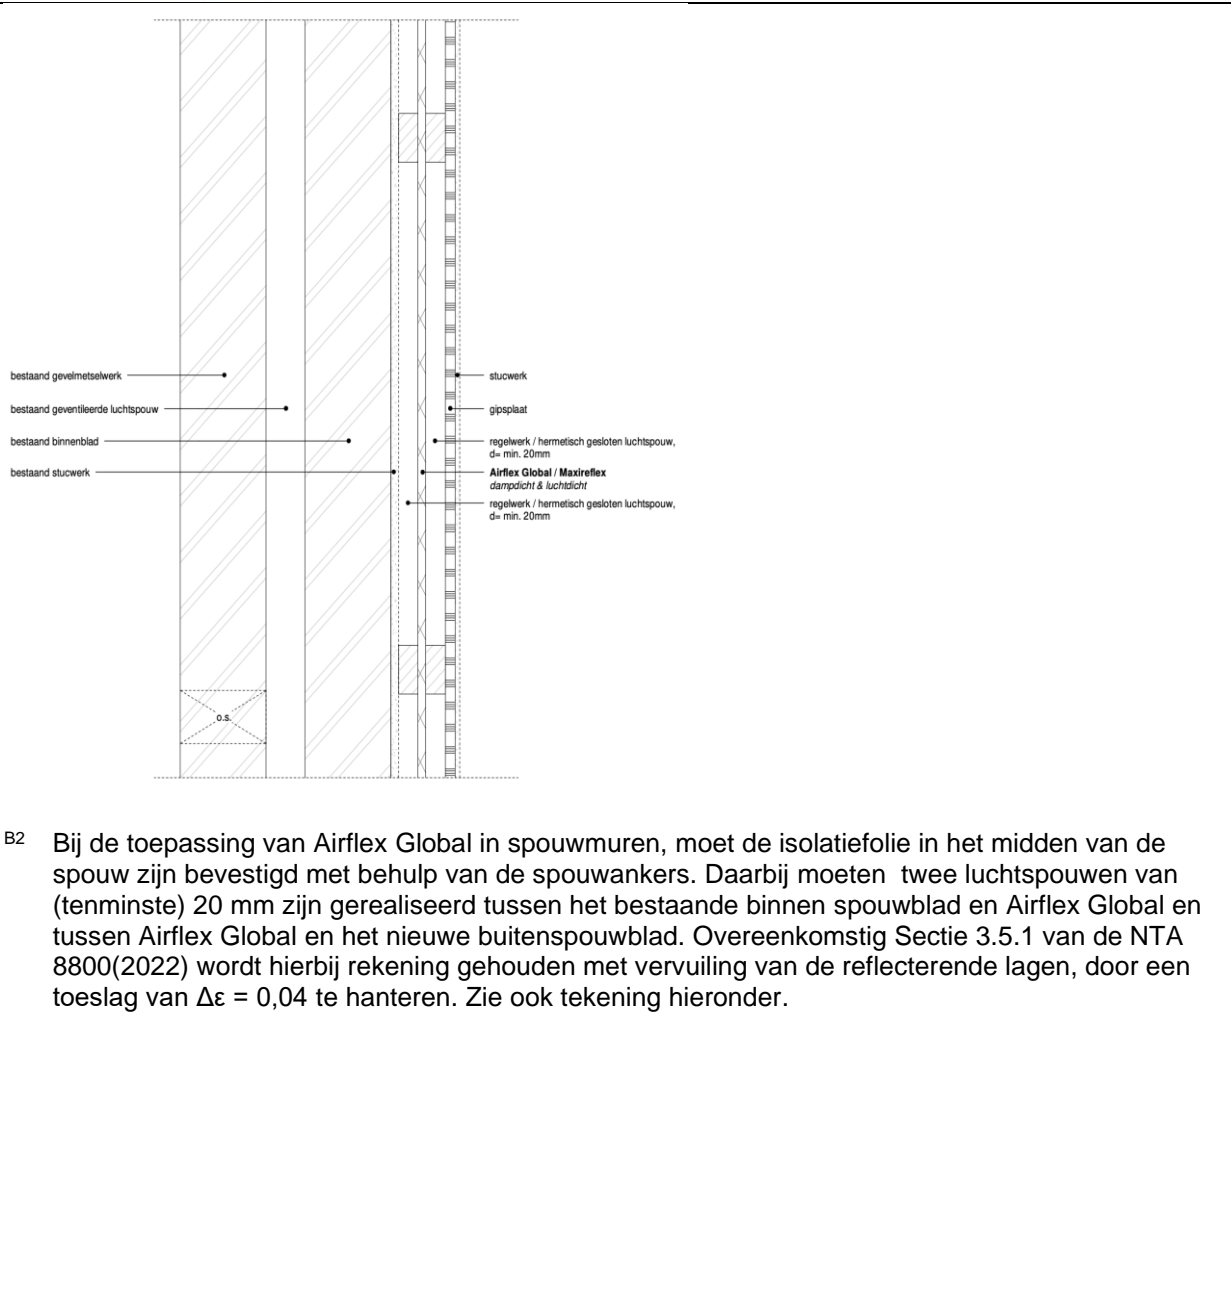 bestaand gevelmetselwerk
bestaand geventileerde luchtspouw
bestaand binnenblad
bestaand stucwerk
o.s.
stucwerk
gipsplaat
regelwerk / hermetisch gesloten luchtspouw,
d= min. 20mm
Airflex Global / Maxireflex
dampdicht & luchtdicht
regelwerk / hermetisch gesloten luchtspouw,
d= min. 20mm
B2 Bij de toepassing van Airflex Global in spouwmuren, moet de isolatiefolie in het midden van de
spouw zijn bevestigd met behulp van de spouwankers. Daarbij moeten  twee luchtspouwen van
(tenminste) 20 mm zijn gerealiseerd tussen het bestaande binnen spouwblad en Airflex Global en
tussen Airflex Global en het nieuwe buitenspouwblad. Overeenkomstig Sectie 3.5.1 van de NTA
8800(2022) wordt hierbij rekening gehouden met vervuiling van de reflecterende lagen, door een
toeslag van Δε = 0,04 te hanteren. Zie ook tekening hieronder.